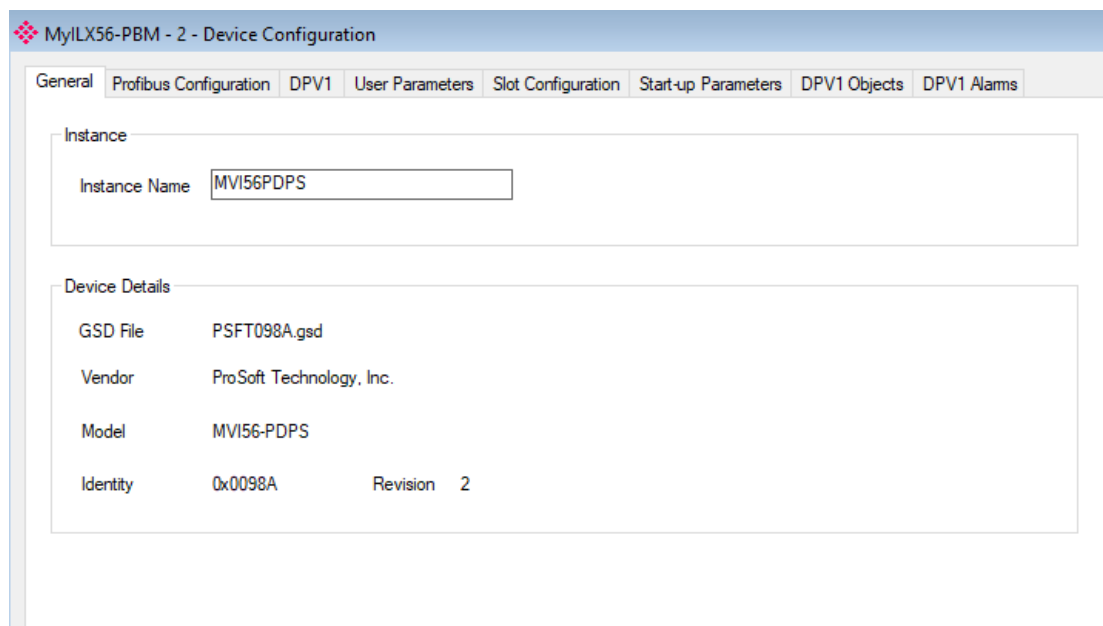 MyILX56-PBM - 2 - Device Configuration
General Profibus Configuration DPV1 User Parameters Slot Configuration Start-up Parameters DPV1 Objects DPV1 Alarms
Instance
Instance Name MVI56PDPS
Device Details
GSD File PSFT098A.gsd
Vendor ProSoft Technology, Inc.
Model MVI56-PDPS
Identity 0x0098A Revision 2